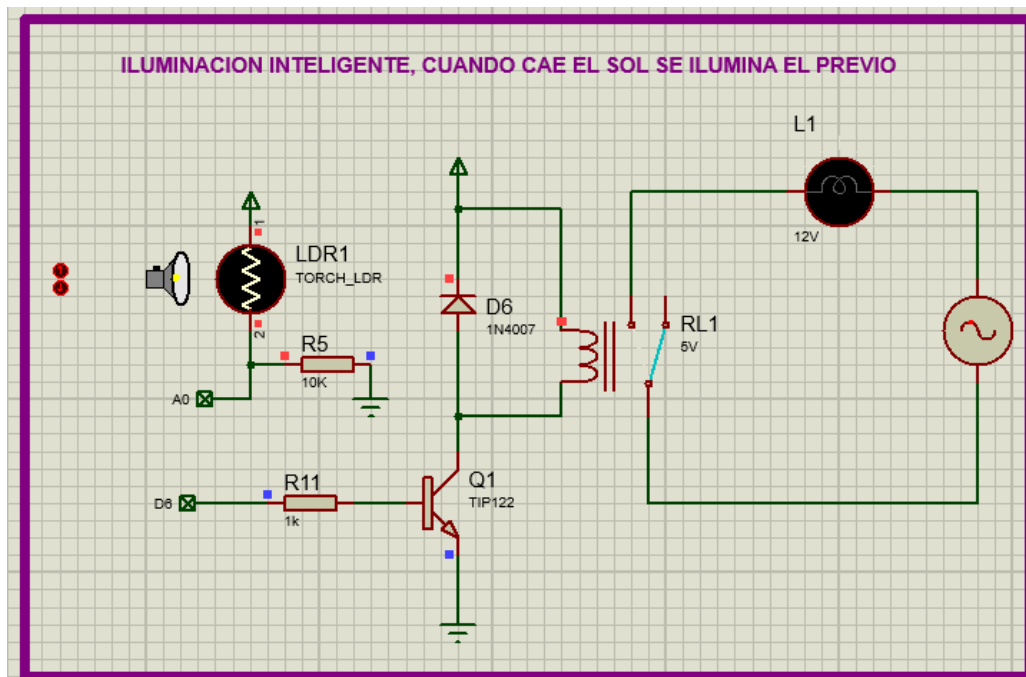 ILUMINACION INTELIGENTE, CUANDO CAE EL SOL SE ILUMINA EL PREVIO
L1
12V
1
LDR1
TORCH_LDR
2
D6
1N4007
RL1
5V
R5
10K
A0
R11
1k
D6
Q1
TIP122